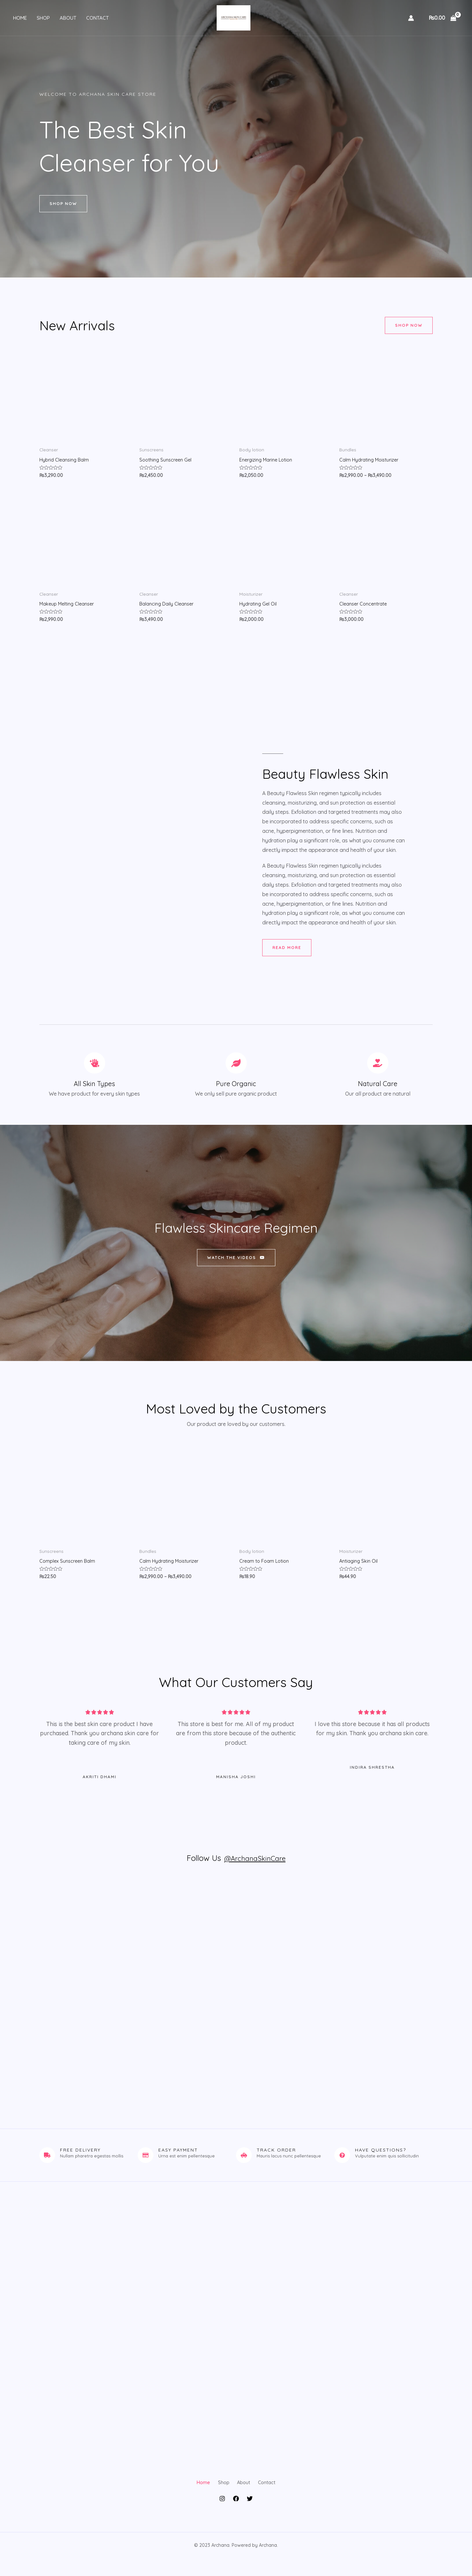 HOME SHOP ABOUT CONTACT
₨0.00 0
WELCOME TO ARCHANA SKIN CARE STORE
The Best Skin
Cleanser for You
SHOP NOW
New Arrivals
SHOP NOW
Cleanser
Hybrid Cleansing Balm
₨3,290.00
Sunscreens
Soothing Sunscreen Gel
₨2,450.00
Body lotion
Energizing Marine Lotion
₨2,050.00
Bundles
Calm Hydrating Moisturizer
₨2,990.00 – ₨3,490.00
Cleanser
Makeup Melting Cleanser
₨2,990.00
Cleanser
Balancing Daily Cleanser
₨3,490.00
Moisturizer
Hydrating Gel Oil
₨2,000.00
Cleanser
Cleanser Concentrate
₨3,000.00
Beauty Flawless Skin
A Beauty Flawless Skin regimen typically includes
cleansing, moisturizing, and sun protection as essential
daily steps. Exfoliation and targeted treatments may also
be incorporated to address specific concerns, such as
acne, hyperpigmentation, or fine lines. Nutrition and
hydration play a significant role, as what you consume can
directly impact the appearance and health of your skin.
A Beauty Flawless Skin regimen typically includes
cleansing, moisturizing, and sun protection as essential
daily steps. Exfoliation and targeted treatments may also
be incorporated to address specific concerns, such as
acne, hyperpigmentation, or fine lines. Nutrition and
hydration play a significant role, as what you consume can
directly impact the appearance and health of your skin.
READ MORE
All Skin Types
We have product for every skin types
Pure Organic
We only sell pure organic product
Natural Care
Our all product are natural
Flawless Skincare Regimen
WATCH THE VIDEOS
Most Loved by the Customers
Our product are loved by our customers.
Sunscreens
Complex Sunscreen Balm
₨22.50
Bundles
Calm Hydrating Moisturizer
₨2,990.00 – ₨3,490.00
Body lotion
Cream to Foam Lotion
₨18.90
Moisturizer
Antiaging Skin Oil
₨44.90
What Our Customers Say
This is the best skin care product I have
purchased. Thank you archana skin care for
taking care of my skin.
AKRITI DHAMI
This store is best for me. All of my product
are from this store because of the authentic
product.
MANISHA JOSHI
I love this store because it has all products
for my skin. Thank you archana skin care.
INDIRA SHRESTHA
Follow Us @ArchanaSkinCare
FREE DELIVERY
Nullam pharetra egestas mollis
EASY PAYMENT
Urna est enim pellentesque
TRACK ORDER
Mauris lacus nunc pellentesque
HAVE QUESTIONS?
Vulputate enim quis sollicitudin
Home Shop About Contact
© 2023 Archana. Powered by Archana.